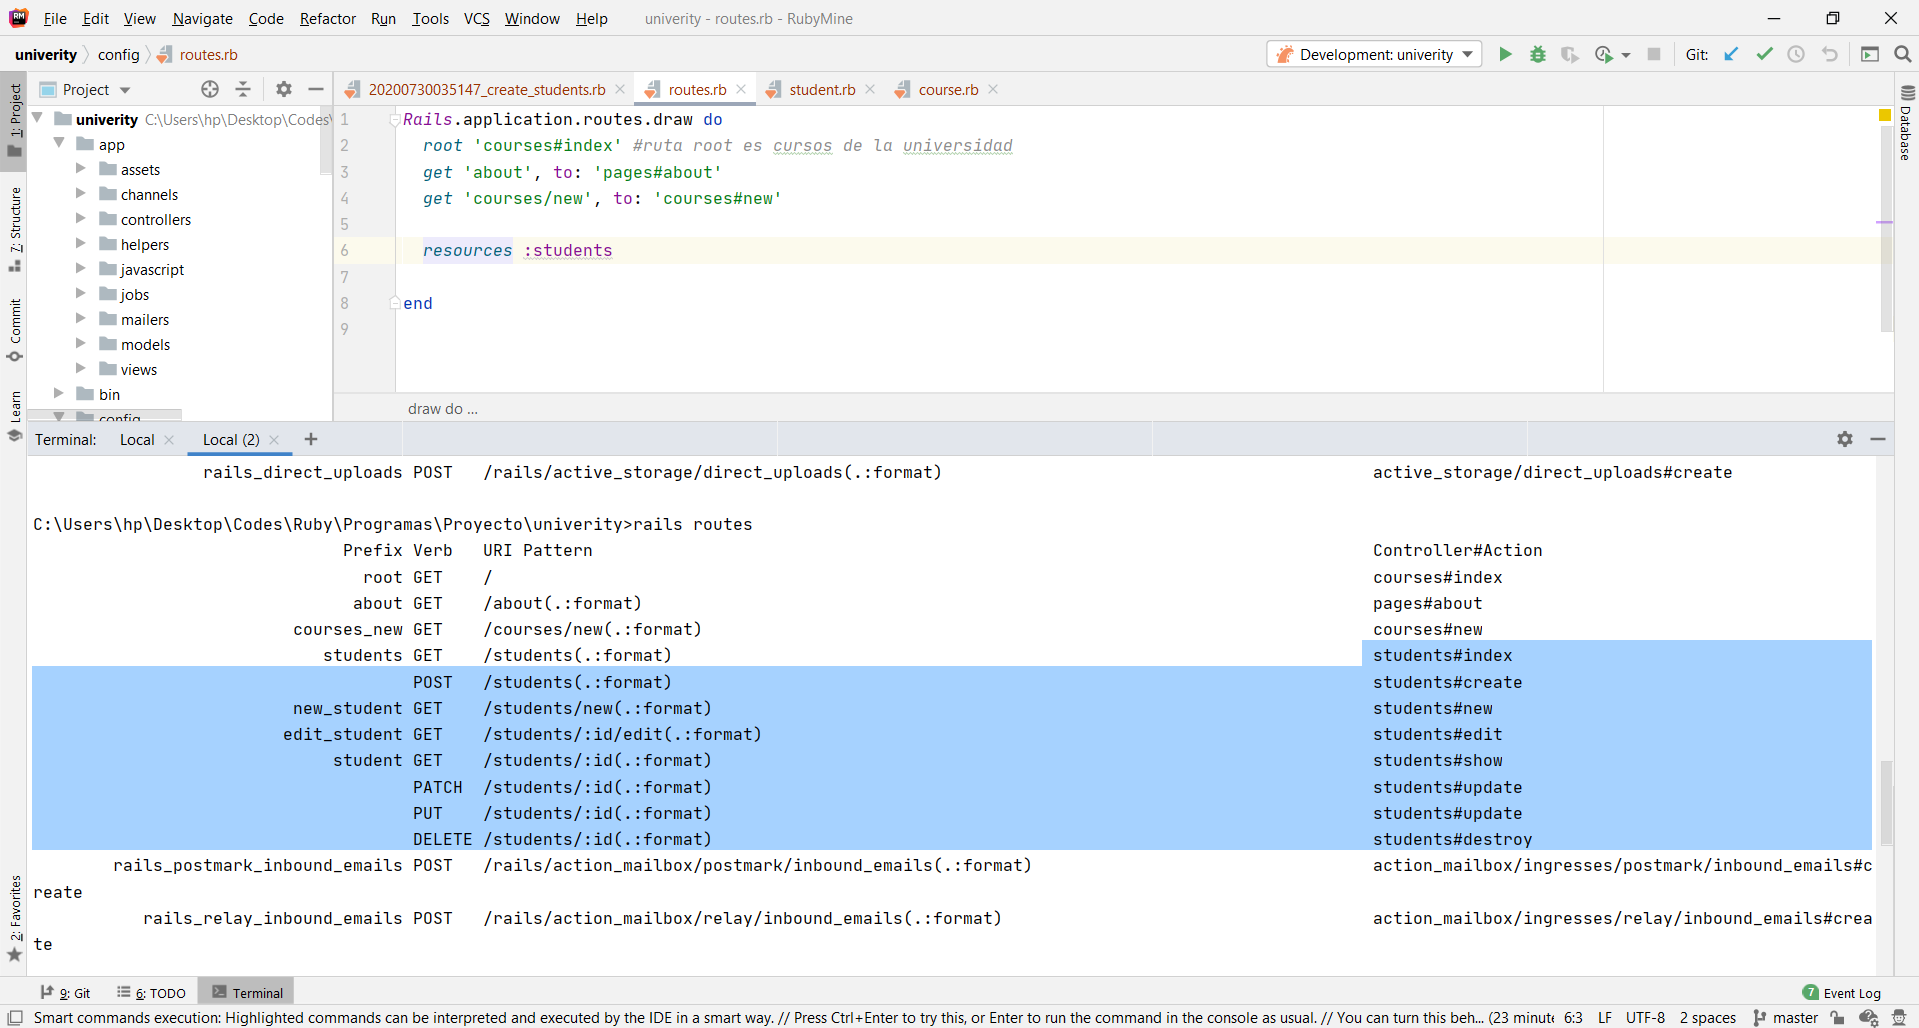 File Edit View Navigate Code Refactor Run Tools VCS Window Help univerity - routes.rb - RubyMine
univerity config routes.rb Development: univerity Git:
1: Project
7: Structure
Commit
Learn
2: Favorites
Database
Project
univerity C:\Users\hp\Desktop\Codes\
app
assets
channels
controllers
helpers
javascript
jobs
mailers
models
views
bin
config
20200730035147_create_students.rb routes.rb student.rb course.rb
1 Rails.application.routes.draw do
2 root 'courses#index' #ruta root es cursos de la universidad
3 get 'about', to: 'pages#about'
4 get 'courses/new', to: 'courses#new'
5
6 resources :students
7
8 end
9
draw do ...
Terminal: Local Local (2)
rails_direct_uploads POST /rails/active_storage/direct_uploads(.:format) active_storage/direct_uploads#create
C:\Users\hp\Desktop\Codes\Ruby\Programas\Proyecto\univerity>rails routes
Prefix Verb URI Pattern Controller#Action
root GET / courses#index
about GET /about(.:format) pages#about
courses_new GET /courses/new(.:format) courses#new
students GET /students(.:format) students#index
POST /students(.:format) students#create
new_student GET /students/new(.:format) students#new
edit_student GET /students/:id/edit(.:format) students#edit
student GET /students/:id(.:format) students#show
PATCH /students/:id(.:format) students#update
PUT /students/:id(.:format) students#update
DELETE /students/:id(.:format) students#destroy
rails_postmark_inbound_emails POST /rails/action_mailbox/postmark/inbound_emails(.:format) action_mailbox/ingresses/postmark/inbound_emails#c
reate
rails_relay_inbound_emails POST /rails/action_mailbox/relay/inbound_emails(.:format) action_mailbox/ingresses/relay/inbound_emails#crea
te
9: Git 6: TODO Terminal 7 Event Log
Smart commands execution: Highlighted commands can be interpreted and executed by the IDE in a smart way. // Press Ctrl+Enter to try this, or Enter to run the command in the console as usual. // You can turn this beh... (23 minute 6:3 LF UTF-8 2 spaces master